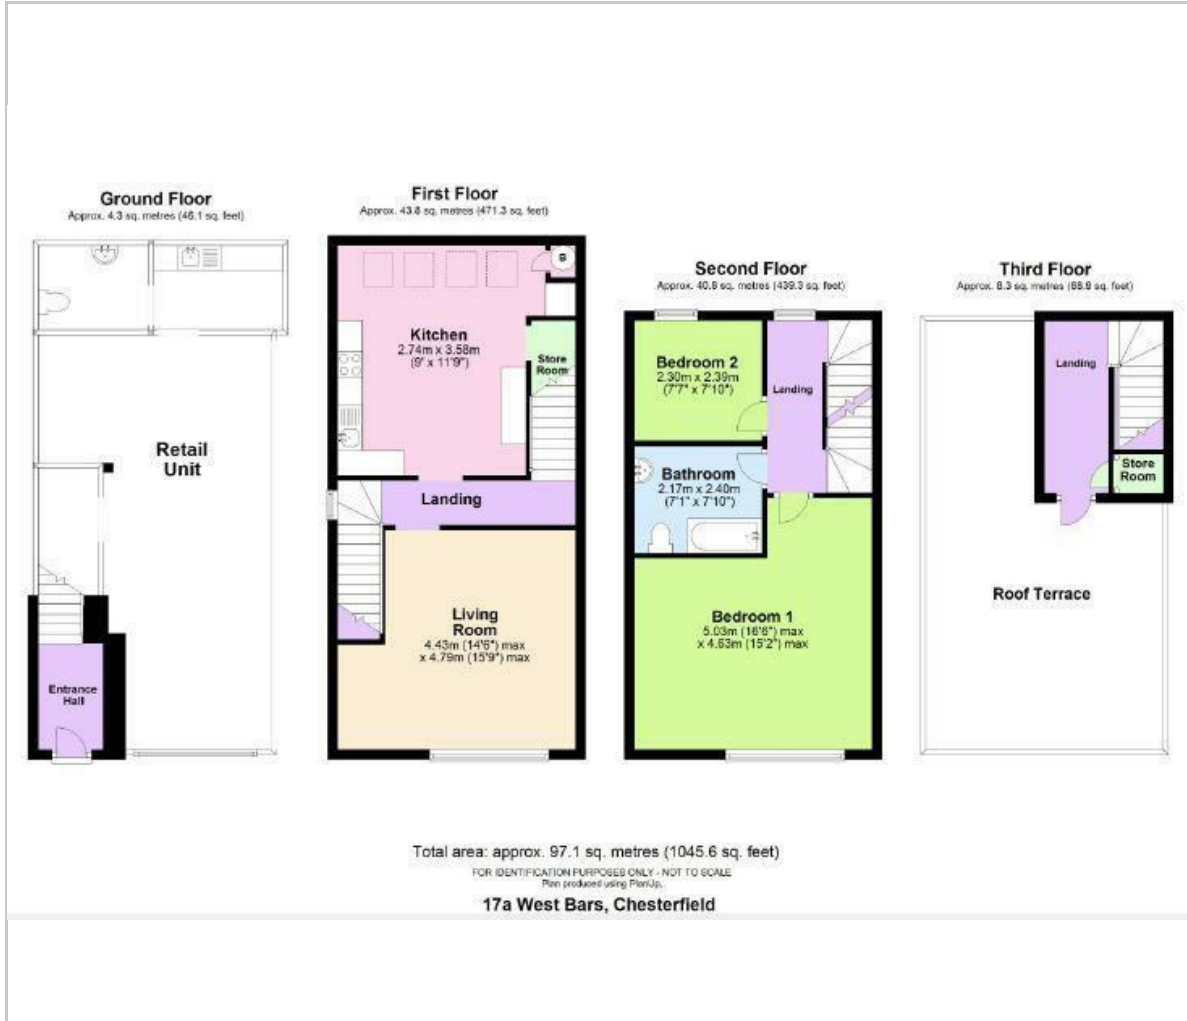 Ground Floor
Approx. 4.3 sq. metres (46.1 sq. feet)
Retail
Unit
Entrance
Hall
First Floor
Approx. 43.8 sq. metres (471.3 sq. feet)
B
Kitchen
2.74m x 3.58m
(9' x 11'9")
Store
Room
Landing
Living
Room
4.43m (14'6") max
x 4.79m (15'9") max
Second Floor
Approx. 40.8 sq. metres (439.3 sq. feet)
Bedroom 2
2.30m x 2.39m
(7'7" x 7'10")
Landing
Bathroom
2.17m x 2.40m
(7'1" x 7'10")
Bedroom 1
5.03m (16'6") max
x 4.63m (15'2") max
Third Floor
Approx. 8.3 sq. metres (88.9 sq. feet)
Landing
Store
Room
Roof Terrace
Total area: approx. 97.1 sq. metres (1045.6 sq. feet)
FOR IDENTIFICATION PURPOSES ONLY - NOT TO SCALE
Plan produced using PlanUp.
17a West Bars, Chesterfield